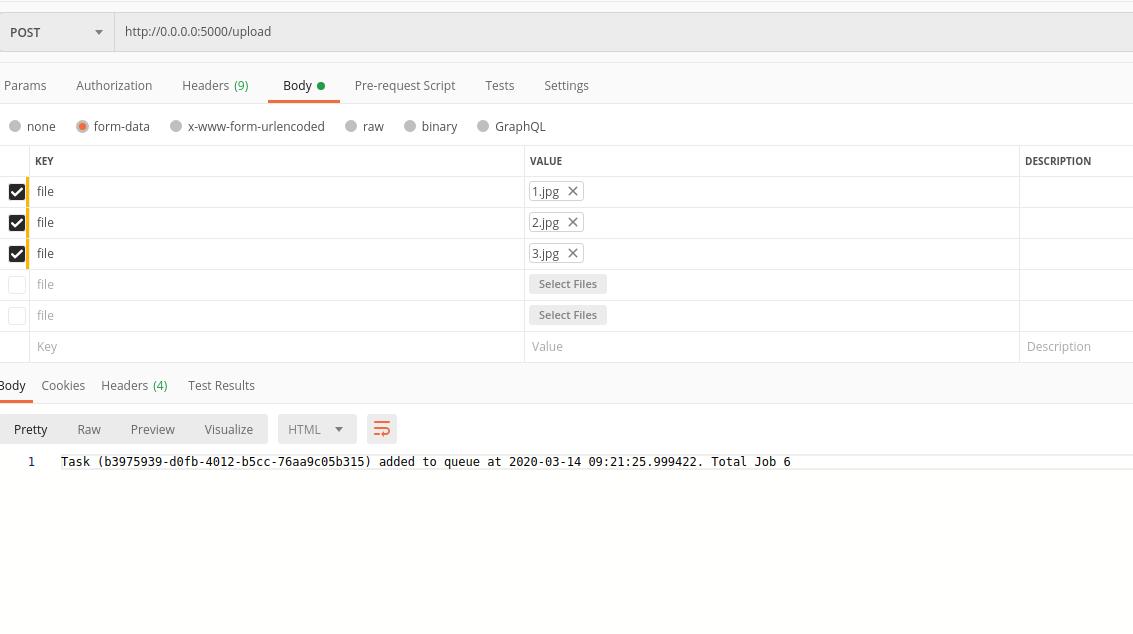 POST http://0.0.0.0:5000/upload
Params Authorization Headers (9) Body Pre-request Script Tests Settings
none form-data x-www-form-urlencoded raw binary GraphQL
KEY VALUE DESCRIPTION
file 1.jpg
file 2.jpg
file 3.jpg
file Select Files
file Select Files
Key Value Description
Body Cookies Headers (4) Test Results
Pretty Raw Preview Visualize HTML
1 Task (b3975939-d0fb-4012-b5cc-76aa9c05b315) added to queue at 2020-03-14 09:21:25.999422. Total Job 6